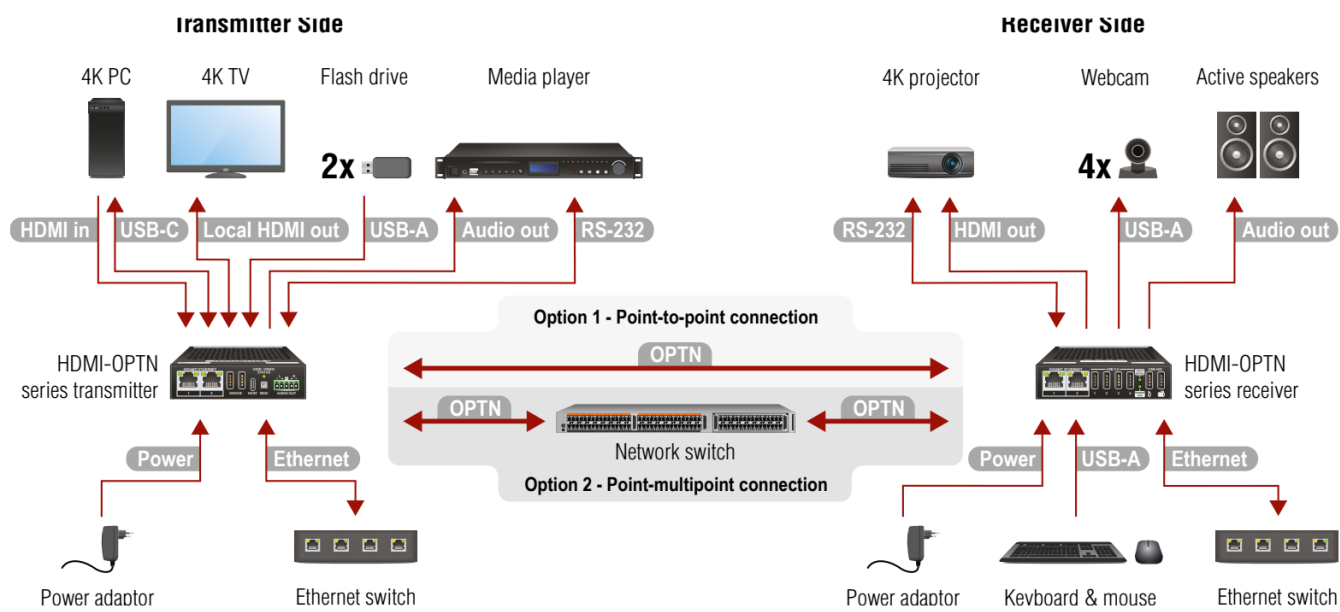 Transmitter Side
Receiver Side
4K PC
4K TV
Flash drive
Media player
4K projector
Webcam
Active speakers
2x
4x
HDMI in
USB-C
Local HDMI out
USB-A
Audio out
RS-232
RS-232
HDMI out
USB-A
Audio out
Option 1 - Point-to-point connection
OPTN
HDMI-OPTN
series transmitter
HDMI-OPTN
series receiver
OPTN
OPTN
Network switch
Option 2 - Point-multipoint connection
Power
Ethernet
Power
USB-A
Ethernet
Power adaptor
Ethernet switch
Power adaptor
Keyboard & mouse
Ethernet switch